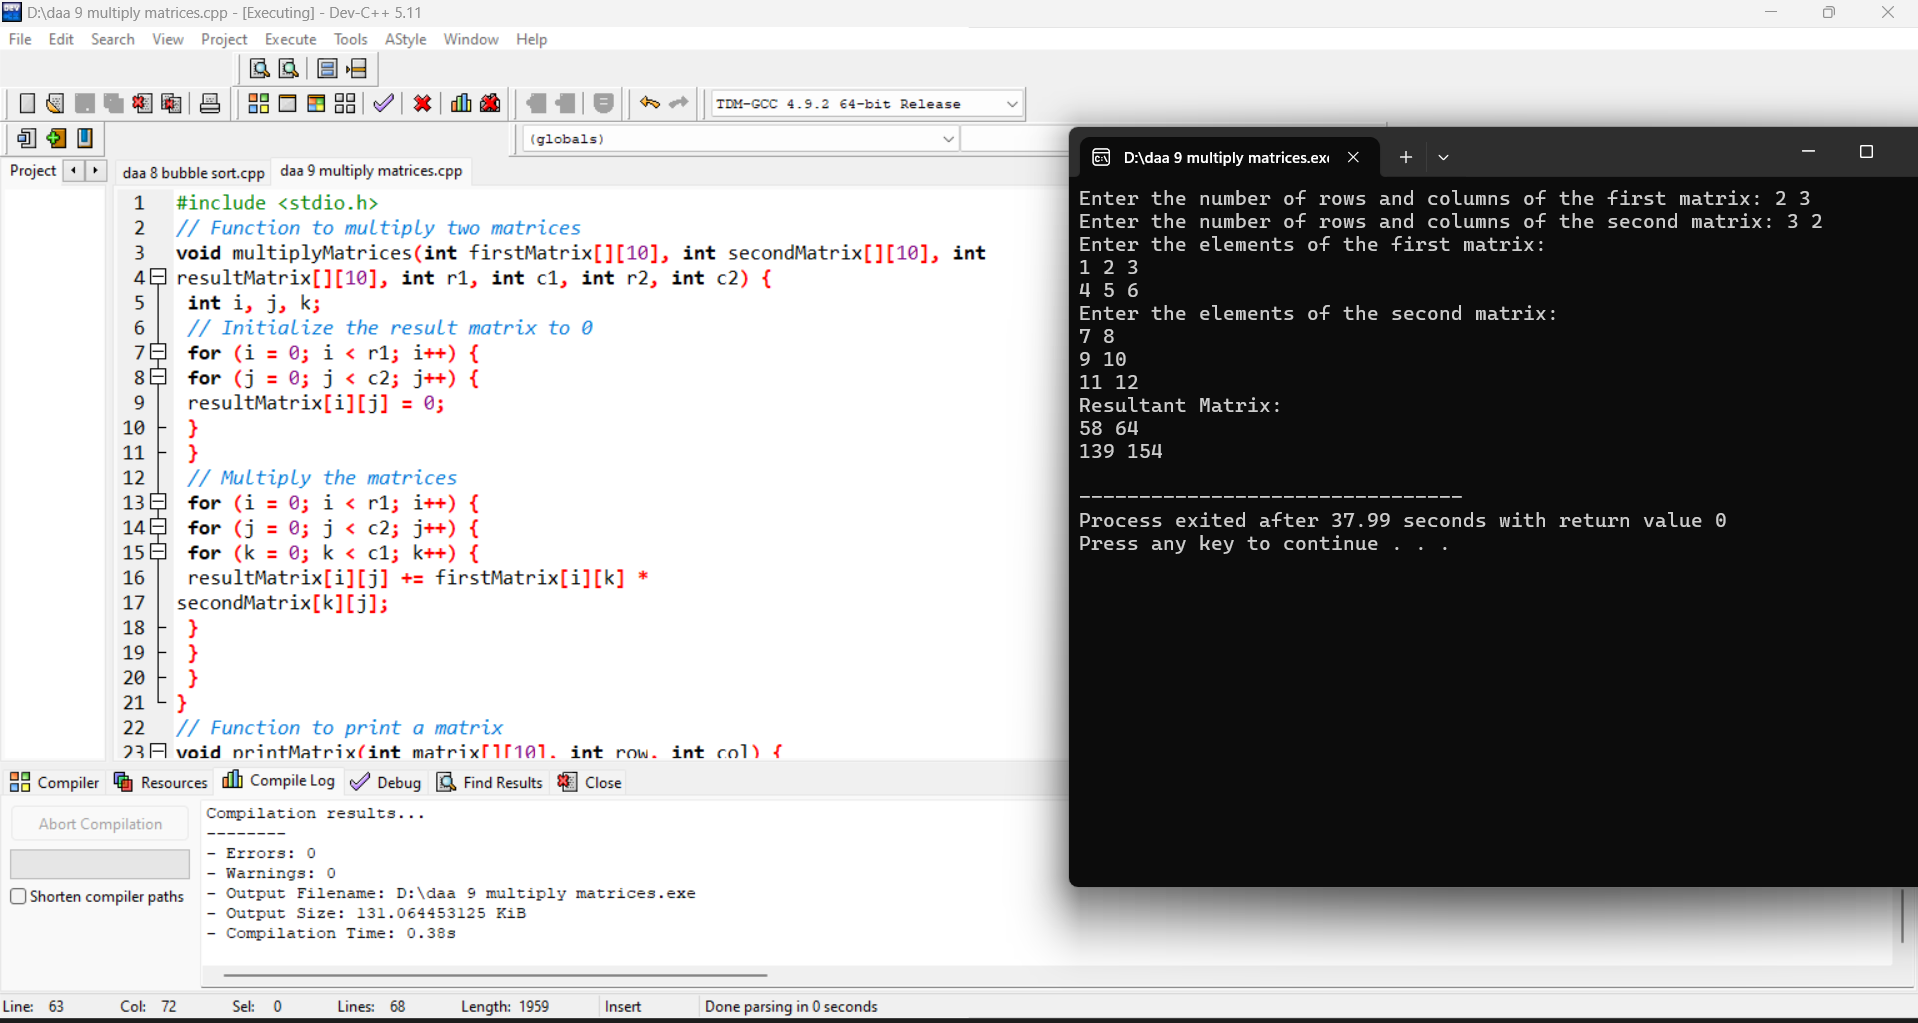 D:\daa 9 multiply matrices.cpp - [Executing] - Dev-C++ 5.11
File Edit Search View Project Execute Tools AStyle Window Help
TDM-GCC 4.9.2 64-bit Release
(globals)
Project
daa 8 bubble sort.cpp daa 9 multiply matrices.cpp
1 #include <stdio.h>
2 // Function to multiply two matrices
3 void multiplyMatrices(int firstMatrix[][10], int secondMatrix[][10], int
4 resultMatrix[][10], int r1, int c1, int r2, int c2) {
5 int i, j, k;
6 // Initialize the result matrix to 0
7 for (i = 0; i < r1; i++) {
8 for (j = 0; j < c2; j++) {
9 resultMatrix[i][j] = 0;
10 }
11 }
12 // Multiply the matrices
13 for (i = 0; i < r1; i++) {
14 for (j = 0; j < c2; j++) {
15 for (k = 0; k < c1; k++) {
16 resultMatrix[i][j] += firstMatrix[i][k] *
17 secondMatrix[k][j];
18 }
19 }
20 }
21 }
22 // Function to print a matrix
23 void printMatrix(int matrix[][10], int row, int col) {
D:\daa 9 multiply matrices.ex
Enter the number of rows and columns of the first matrix: 2 3
Enter the number of rows and columns of the second matrix: 3 2
Enter the elements of the first matrix:
1 2 3
4 5 6
Enter the elements of the second matrix:
7 8
9 10
11 12
Resultant Matrix:
58 64
139 154
--------------------------------
Process exited after 37.99 seconds with return value 0
Press any key to continue . . .
Compiler Resources Compile Log Debug Find Results Close
Abort Compilation
Shorten compiler paths
Compilation results...
--------
- Errors: 0
- Warnings: 0
- Output Filename: D:\daa 9 multiply matrices.exe
- Output Size: 131.064453125 KiB
- Compilation Time: 0.38s
Line: 63 Col: 72 Sel: 0 Lines: 68 Length: 1959 Insert Done parsing in 0 seconds